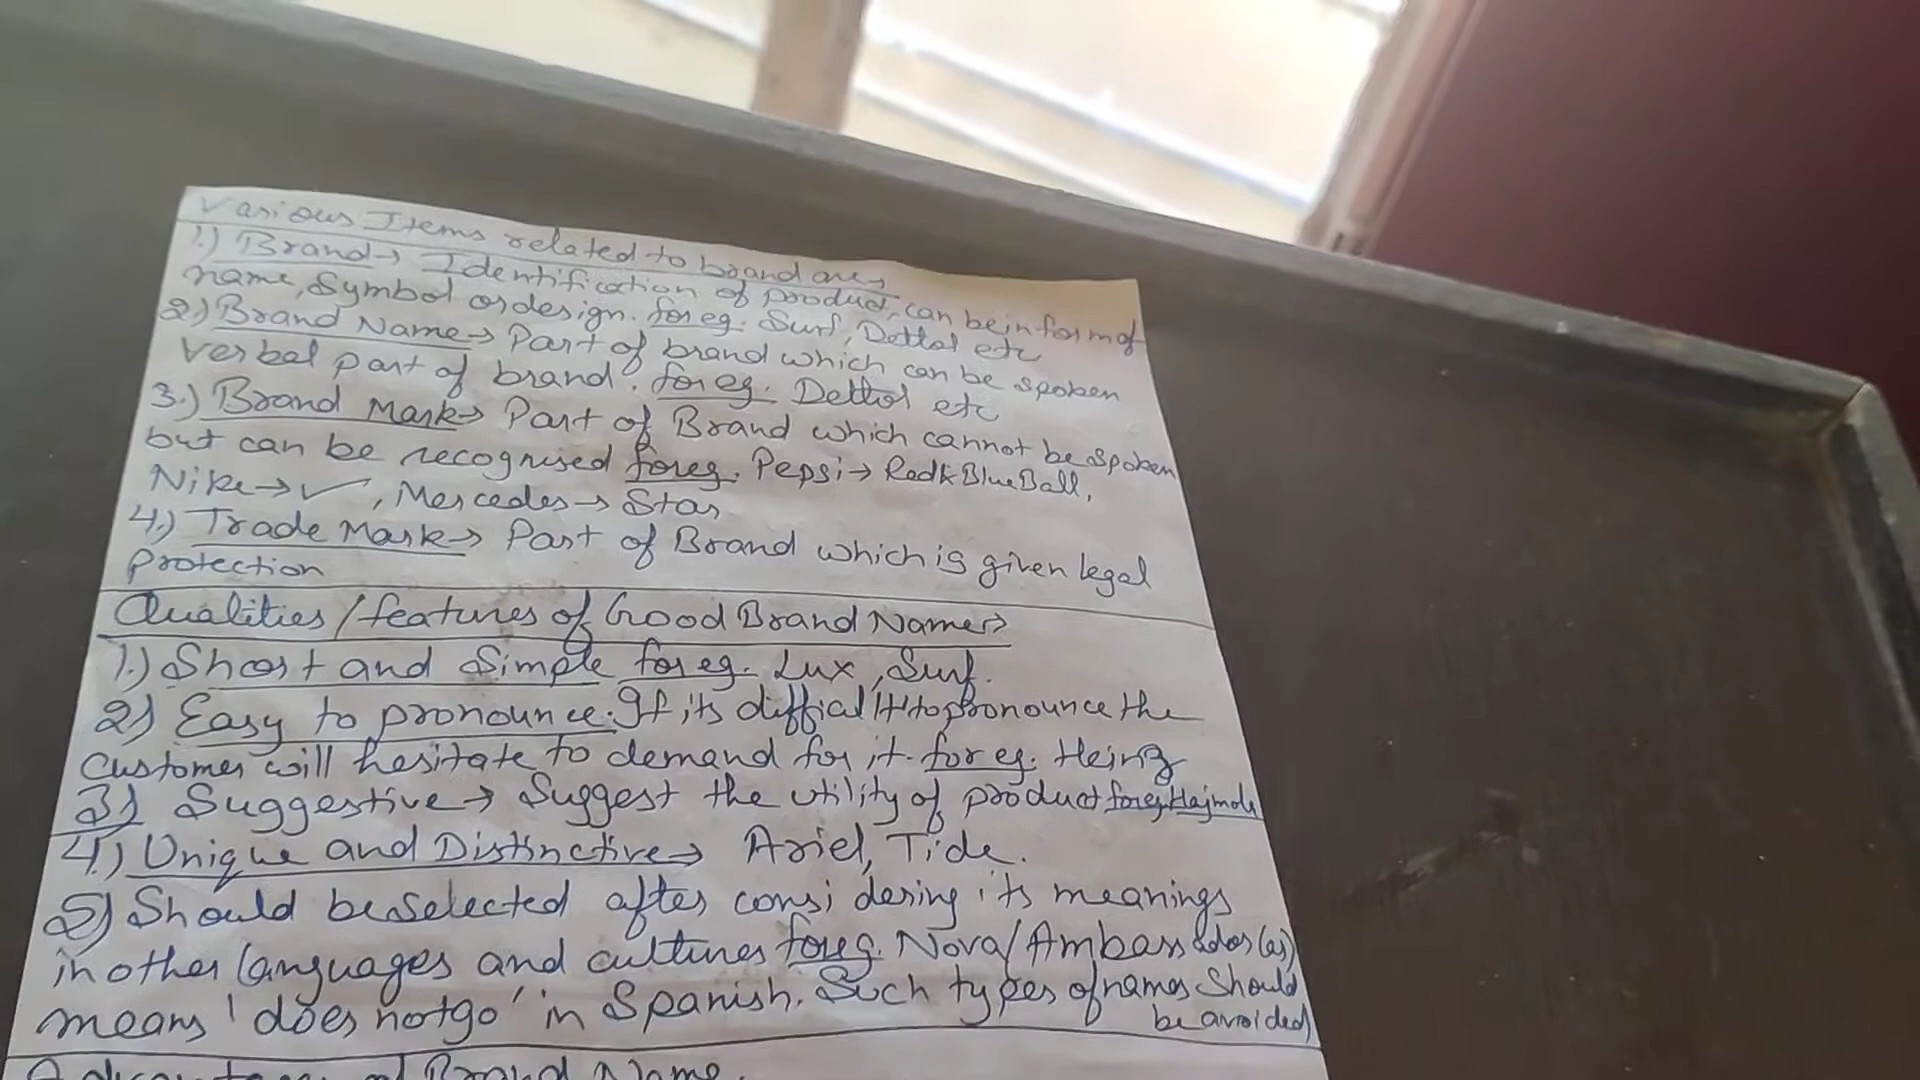 Various Items related to brand are→
1.) Brand→ Identification of product, can be in form of
name, Symbol or design. for eg. Surf, Dettol etc
2.) Brand Name→ Part of brand which can be spoken
Verbal part of brand. for eg. Dettol etc
3.) Brand Mark→ Part of Brand which cannot be spoken
but can be recognised for eg. Pepsi→ Red & Blue Ball,
Nike→ ✓, Mercedes→ Star
4.) Trade Mark→ Part of Brand which is given legal
Protection
Qualities/features of Good Brand Name→
1.) Short and Simple for eg. Lux, Surf.
2) Easy to pronounce. If its difficult to pronounce the
Customer will hesitate to demand for it. for eg. Heinz
3) Suggestive→ Suggest the utility of product for eg. Hajmola
4.) Unique and Distinctive→ Ariel, Tide.
5) Should be selected after considering its meanings
in other languages and cultures for eg. Nova/Ambassador (as)
means 'does not go' in Spanish. Such types of names Should
be avoided
of Brand Name.